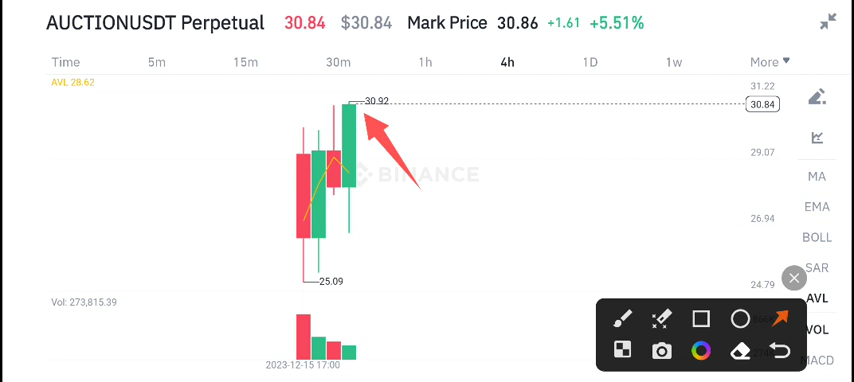 AUCTIONUSDT Perpetual 30.84 $30.84 Mark Price 30.86 +1.61 +5.51%
Time 5m 15m 30m 1h 4h 1D 1w More
AVL 28.62
31.22
30.92
30.84
29.07
BINANCE
MA
EMA
26.94
BOLL
SAR
25.09
24.79
AVL
Vol: 273,815.39
VOL
MACD
2023-12-15 17:00